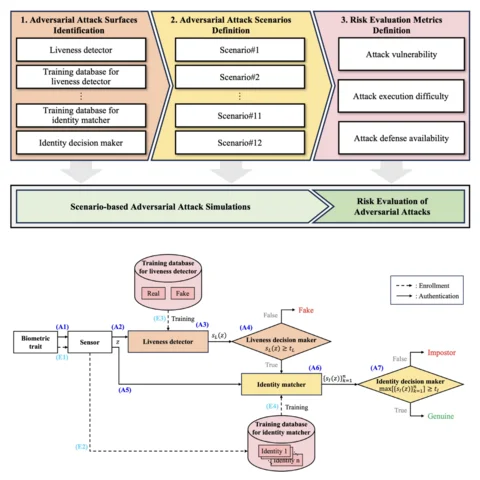 1. Adversarial Attack Surfaces
Identification
Liveness detector
Training database for
liveness detector
⋮
Training database for
identity matcher
Identity decision maker
2. Adversarial Attack Scenarios
Definition
Scenario#1
Scenario#2
⋮
Scenario#11
Scenario#12
3. Risk Evaluation Metrics
Definition
Attack vulnerability
Attack execution difficulty
Attack defense availability
Scenario-based Adversarial Attack Simulations
Risk Evaluation of
Adversarial Attacks
Training database
for liveness detector
Real
Fake
(E3)
Training
: Enrollment
: Authentication
Biometric
trait
(A1)
(E1)
Sensor
(A2)
z
Liveness detector
(A3)
s_L(z)
(A4)
Liveness decision maker
s_L(z) ≥ t_L
False
Fake
True
(A5)
Identity matcher
(A6)
{s_I(z)}_{k=1}^n
(A7)
Identity decision maker
max[{s_I(z)}_{k=1}^n] ≥ t_I
False
Impostor
True
Genuine
(E2)
(E4)
Training
Training database
for identity matcher
Identity 1
Identity n